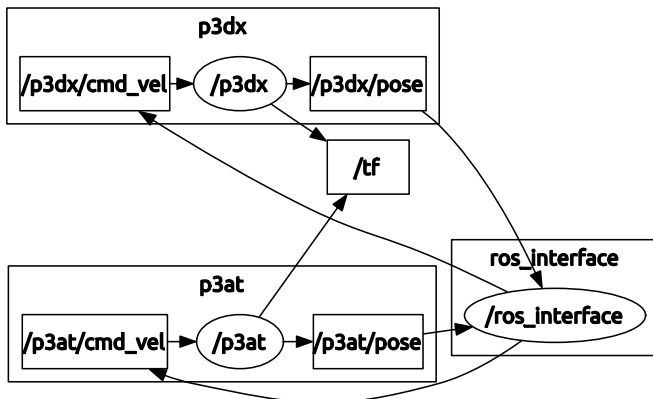 p3dx
/p3dx/cmd_vel
/p3dx
/p3dx/pose
/tf
ros_interface
/ros_interface
p3at
/p3at/cmd_vel
/p3at
/p3at/pose